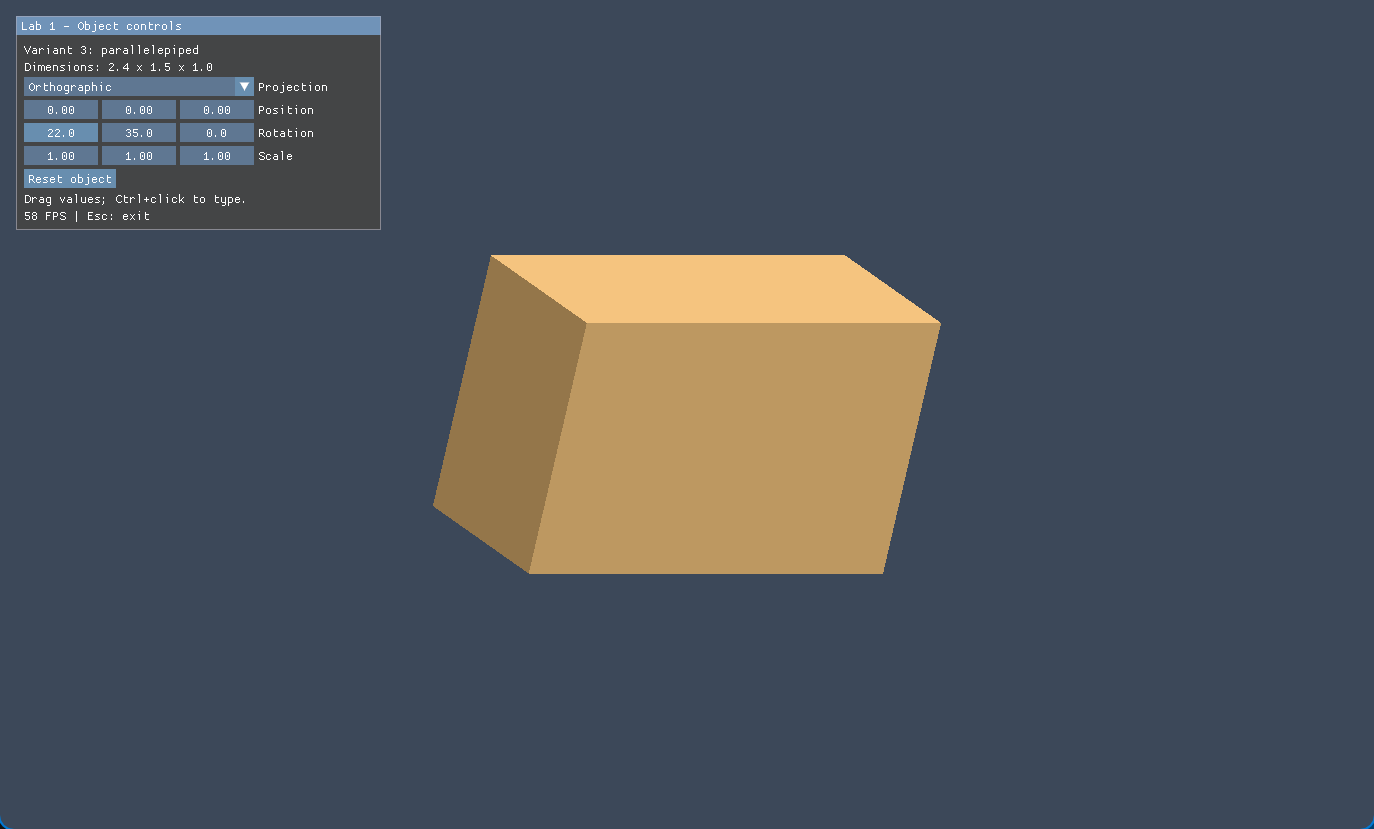 Lab 1 - Object controls
Variant 3: parallelepiped
Dimensions: 2.4 x 1.5 x 1.0
Orthographic Projection
0.00 0.00 0.00 Position
22.0 35.0 0.0 Rotation
1.00 1.00 1.00 Scale
Reset object
Drag values; Ctrl+click to type.
58 FPS | Esc: exit